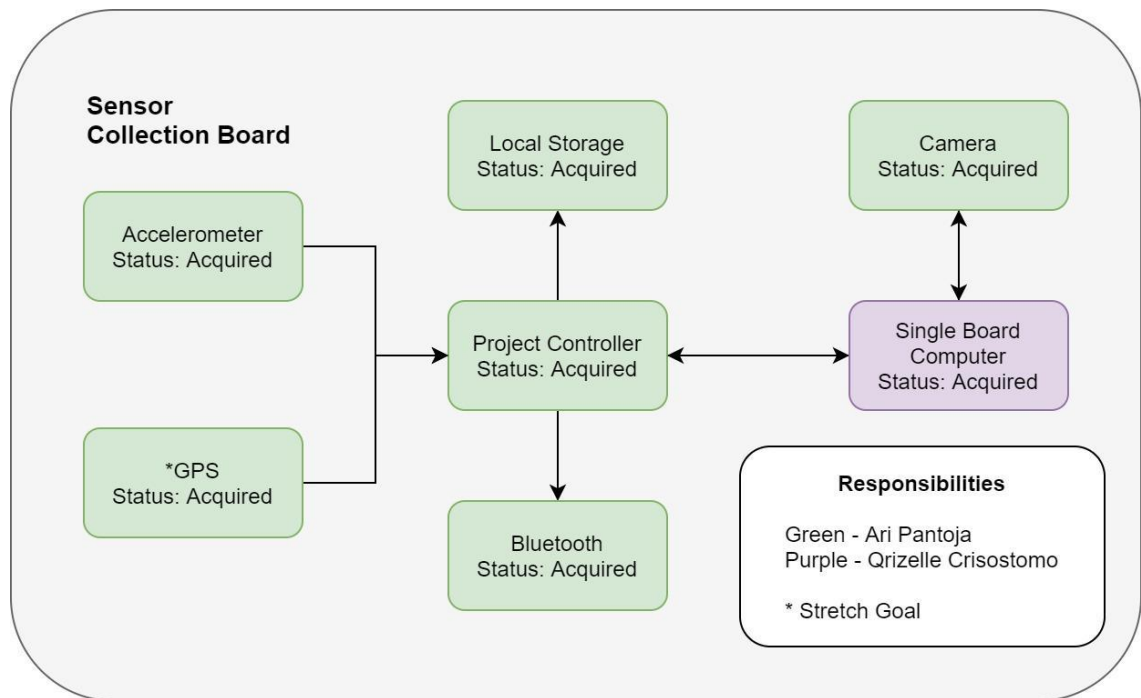 Sensor
Collection Board
Local Storage
Status: Acquired
Camera
Status: Acquired
Accelerometer
Status: Acquired
Project Controller
Status: Acquired
Single Board
Computer
Status: Acquired
*GPS
Status: Acquired
Bluetooth
Status: Acquired
Responsibilities
Green - Ari Pantoja
Purple - Qrizelle Crisostomo
* Stretch Goal